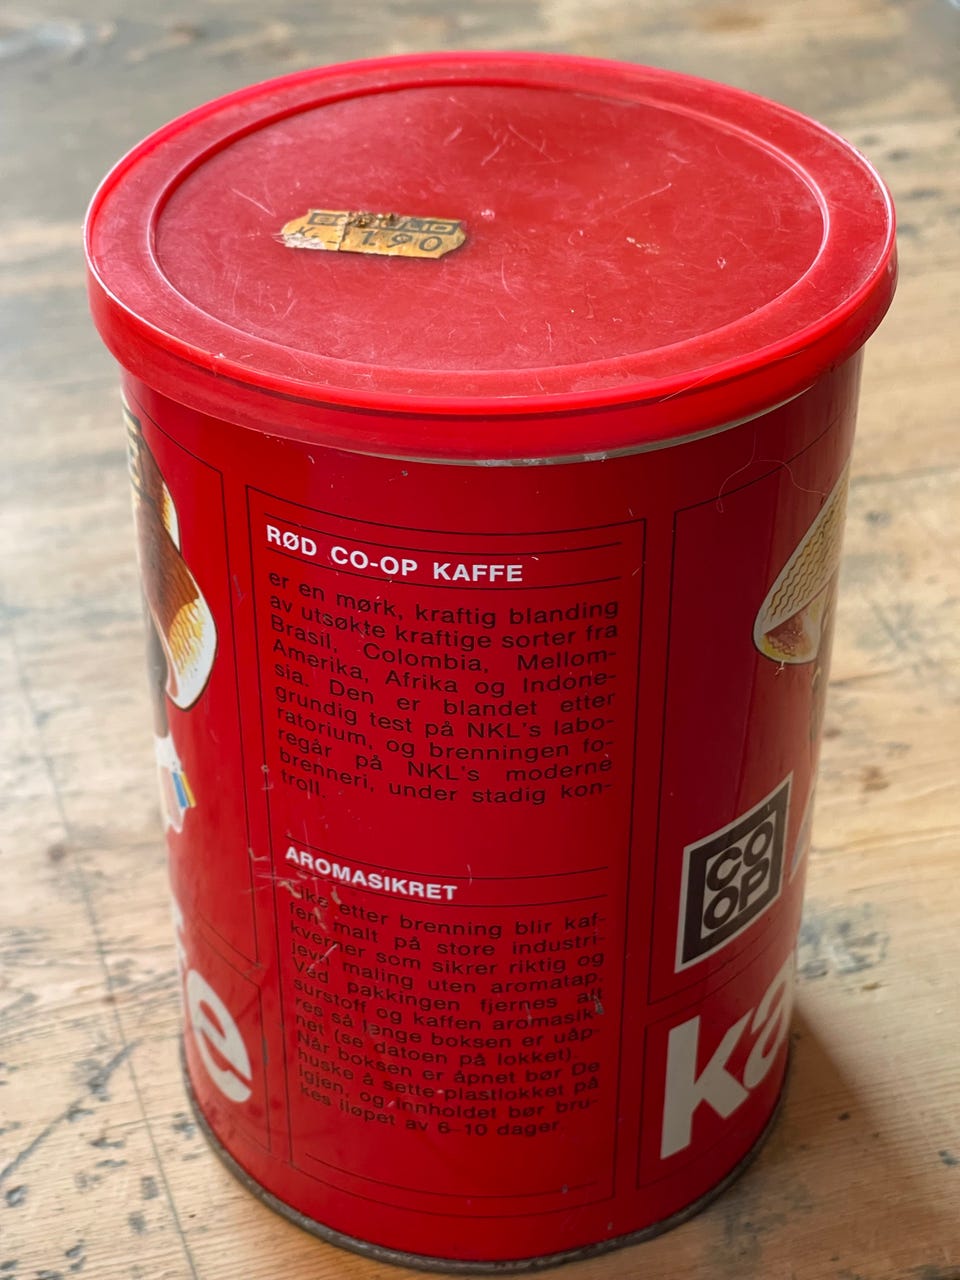 1.90
RØD CO-OP KAFFE
er en mørk, kraftig blanding
av utsøkte kraftige sorter fra
Brasil, Colombia, Mellom-
Amerika, Afrika og Indone-
sia. Den er blandet etter
grundig test på NKL's labo-
ratorium, og brenningen fo-
regår på NKL's moderne
brenneri, under stadig kon-
troll.
AROMASIKRET
Like etter brenning blir kaf-
fen malt på store industri-
kverner som sikrer riktig og
jevn maling uten aromatap.
Ved pakkingen fjernes alt
surstoff og kaffen aromasik-
res så lenge boksen er uåp-
net (se datoen på lokket).
Når boksen er åpnet bør De
huske å sette plastlokket på
igjen, og innholdet bør bru-
kes iløpet av 6-10 dager.
CO
OP
ka
e